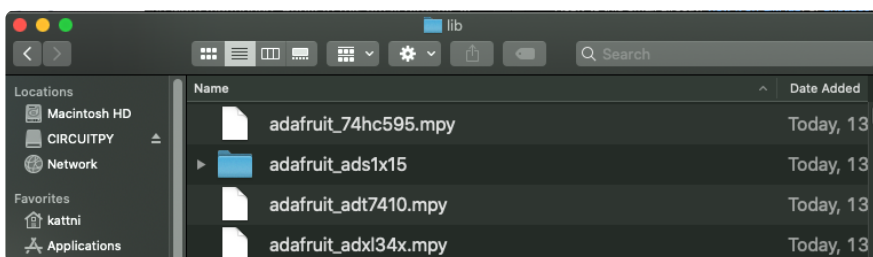 lib
Search
Locations
Macintosh HD
CIRCUITPY
Network
Favorites
kattni
Applications
Name
Date Added
adafruit_74hc595.mpy
Today, 13
adafruit_ads1x15
Today, 13
adafruit_adt7410.mpy
Today, 13
adafruit_adxl34x.mpy
Today, 13